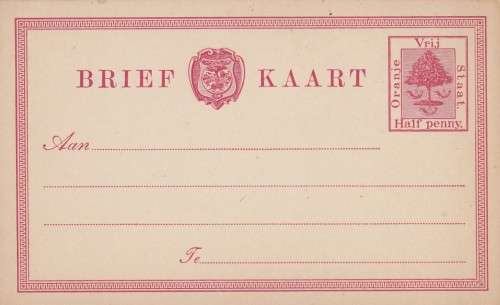 BRIEF KAART
Oranje
Vrij
Staat.
Half penny.
Aan
Te